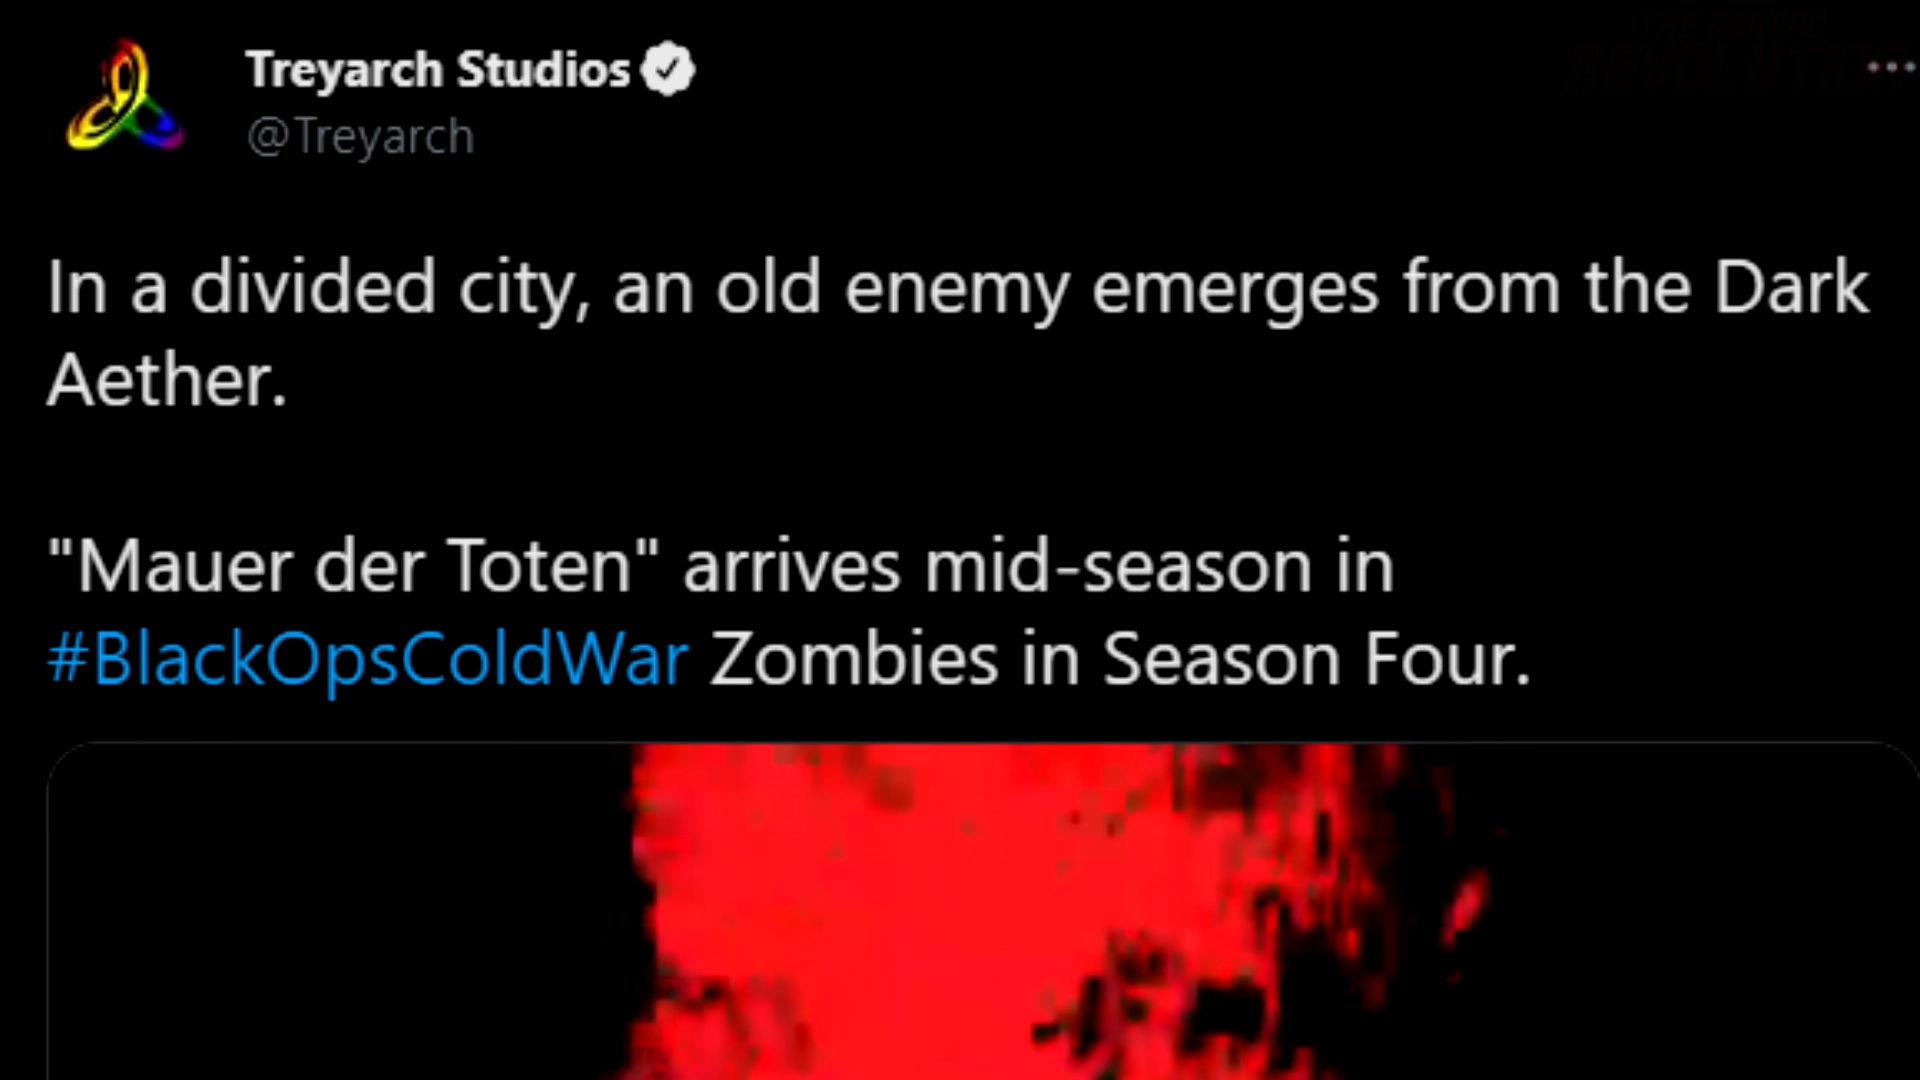 Treyarch Studios
@Treyarch
In a divided city, an old enemy emerges from the Dark
Aether.
"Mauer der Toten" arrives mid-season in
#BlackOpsColdWar Zombies in Season Four.